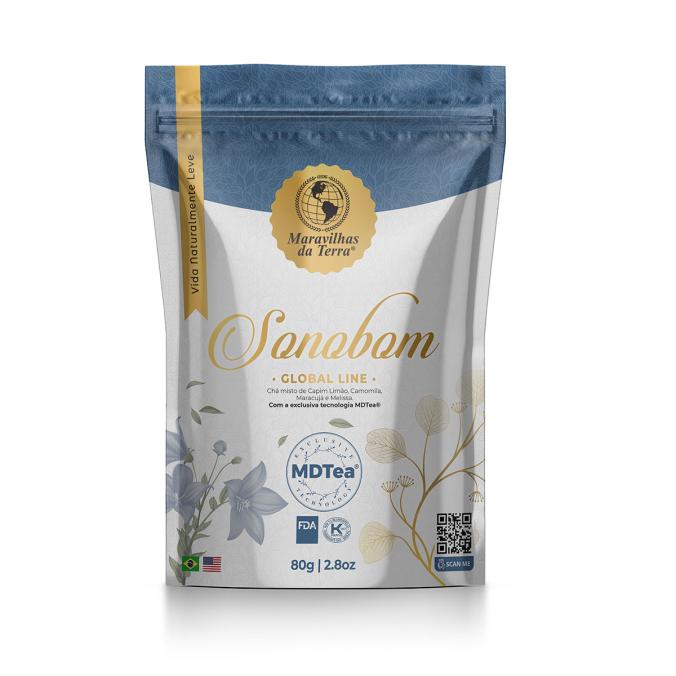 Vida Naturalmente Leve
Maravilhas
da Terra®
Sonobom
• GLOBAL LINE •
Chá misto de Capim Limão, Camomila,
Maracujá e Melissa.
Com a exclusiva tecnologia MDTea®
EXCLUSIVE
MDTea®
TECHNOLOGY
FDA
K
80g | 2.8oz
SCAN ME